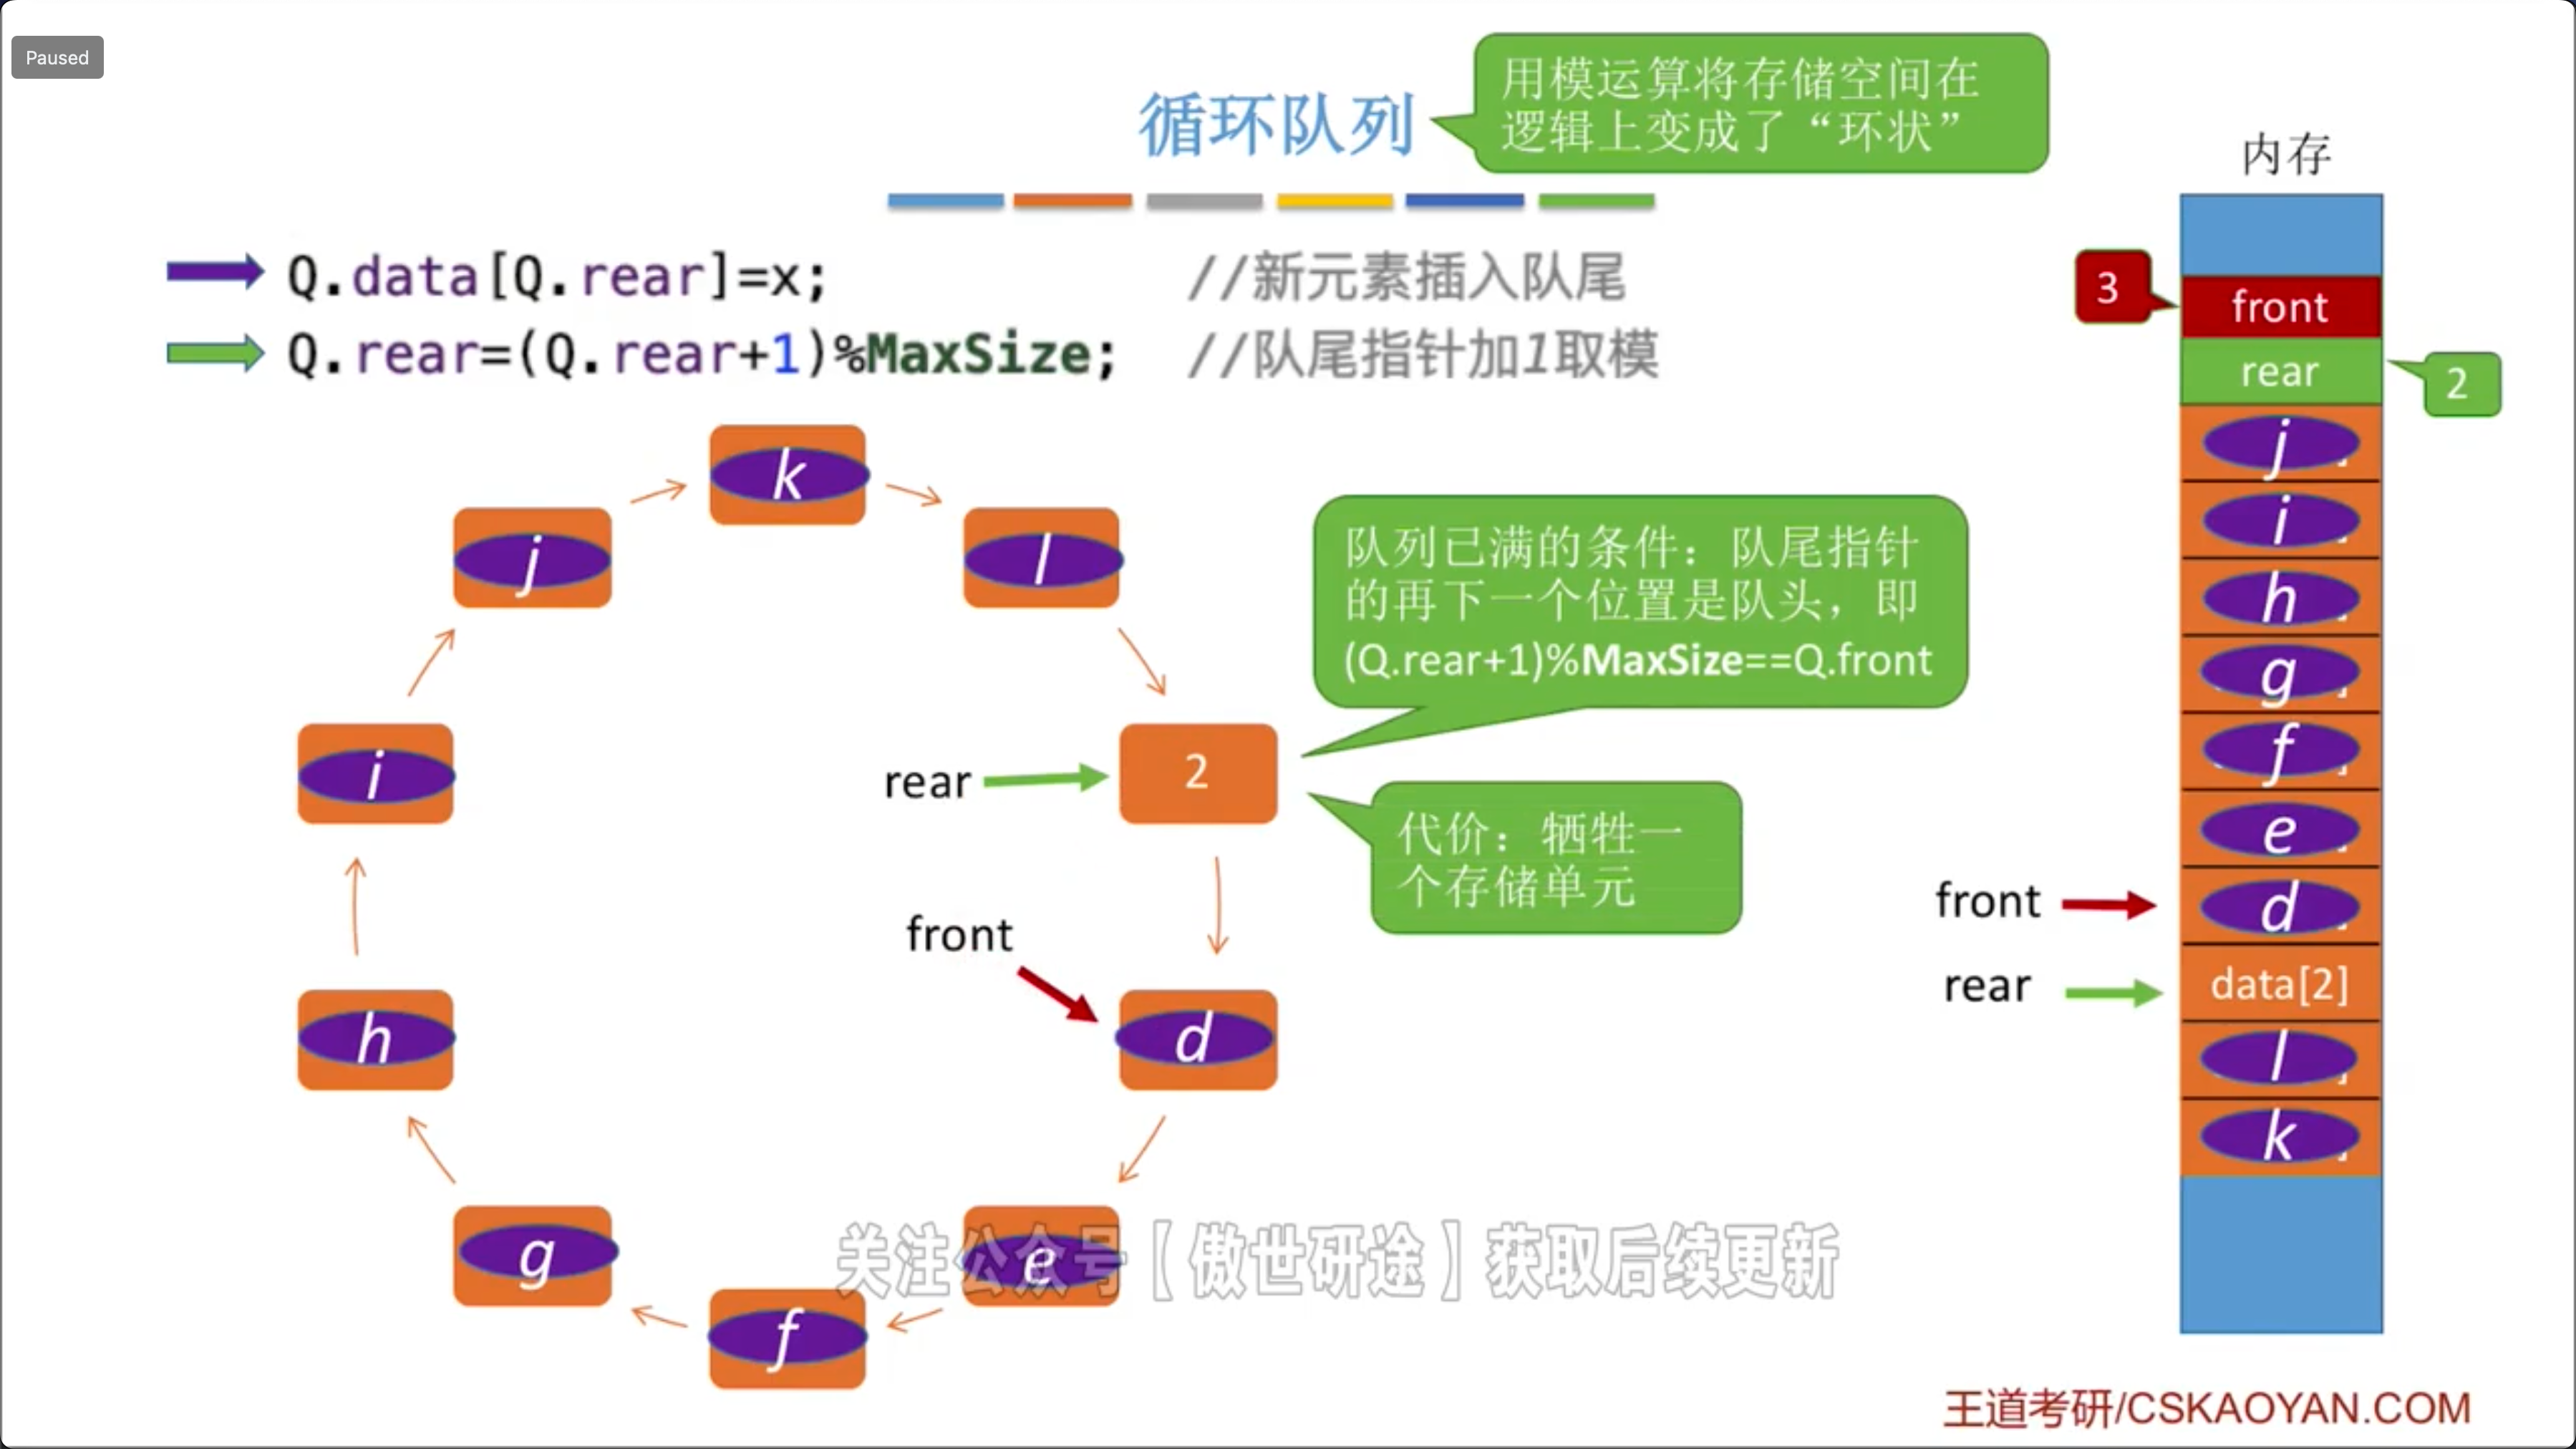 Paused
用模运算将存储空间在
逻辑上变成了“环状”
循环队列
内存
Q.data[Q.rear]=x; //新元素插入队尾
Q.rear=(Q.rear+1)%MaxSize; //队尾指针加1取模
3
front
rear
2
k
j
l
i
2
h
d
g
e
f
rear
front
队列已满的条件：队尾指针
的再下一个位置是队头，即
(Q.rear+1)%MaxSize==Q.front
代价：牺牲一
个存储单元
j
i
h
g
f
e
front
d
rear
data[2]
l
k
关注公众号【傲世研途】获取后续更新
王道考研/CSKAOYAN.COM